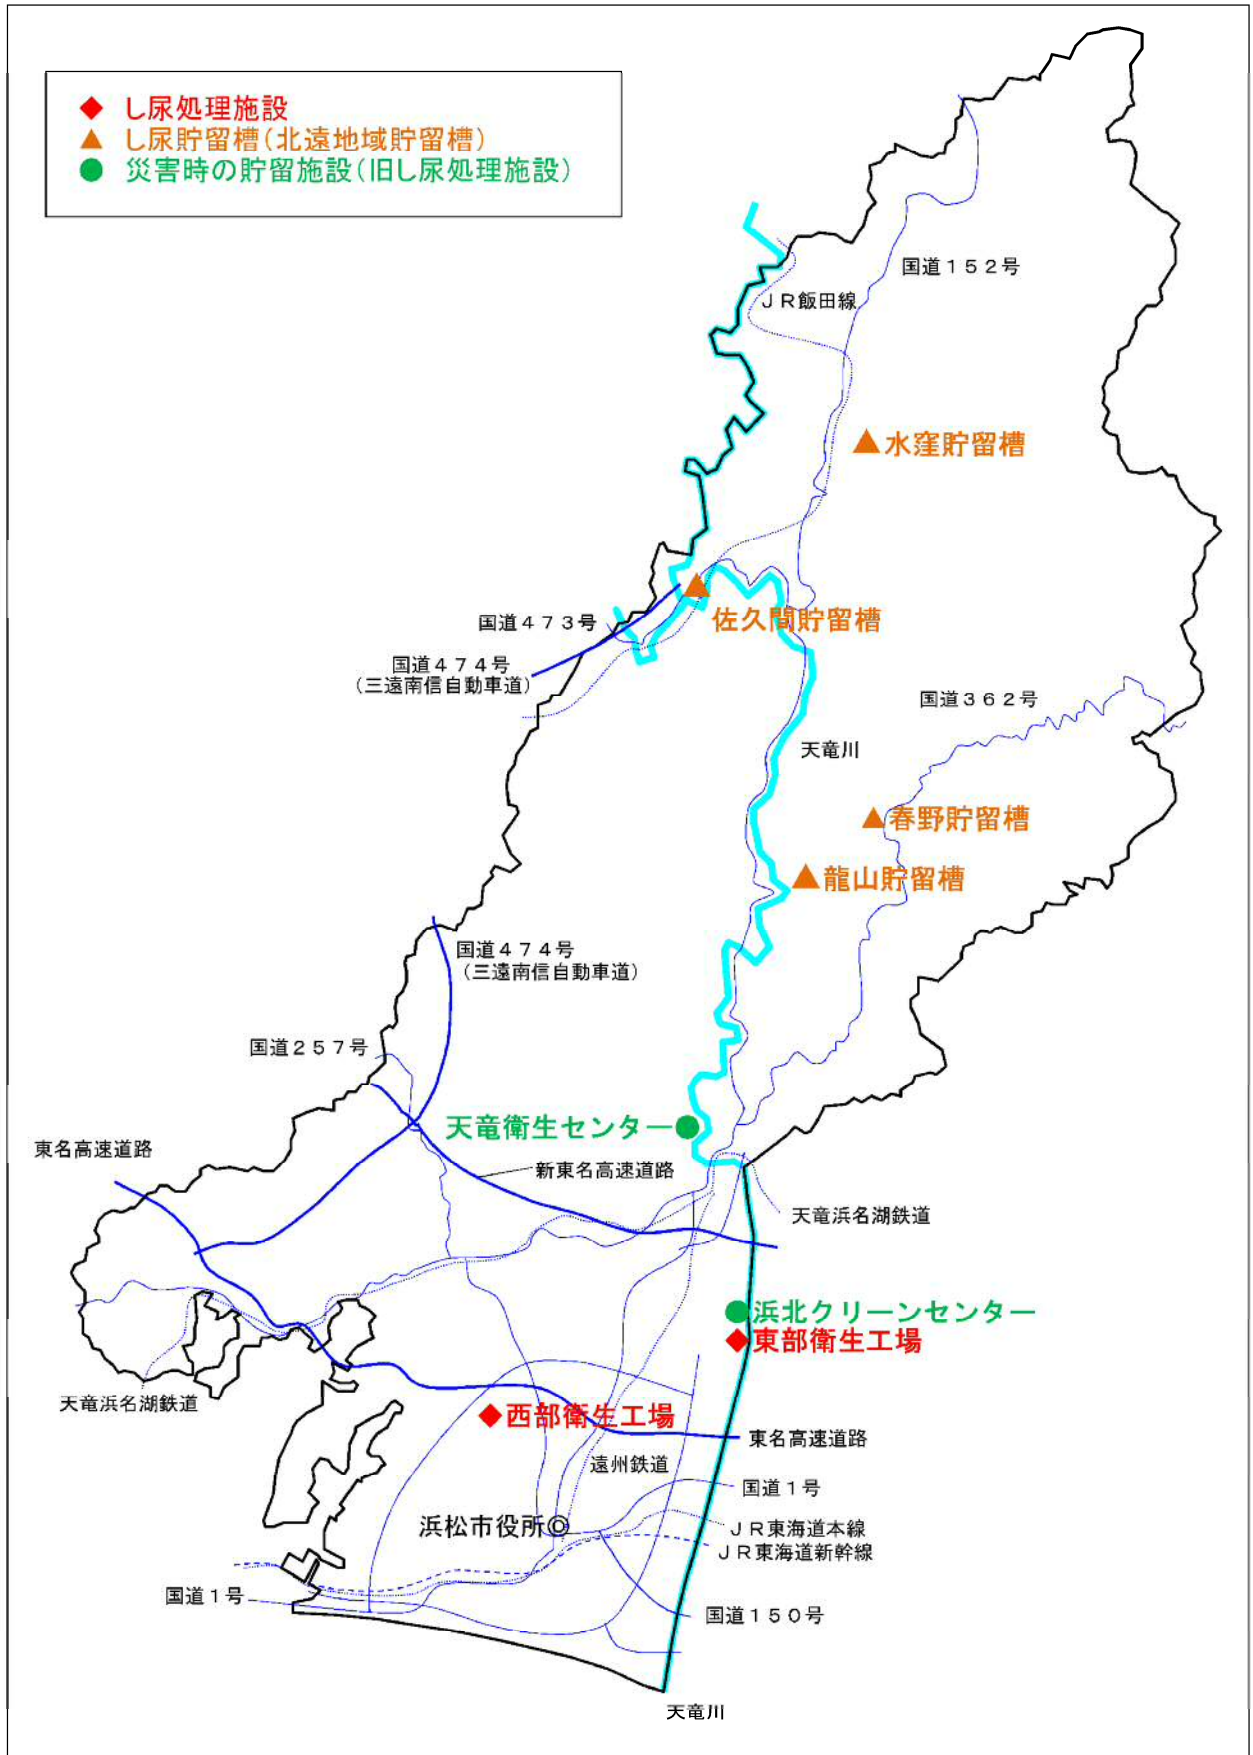 し尿処理施設
し尿貯留槽（北遠地域貯留槽）
災害時の貯留施設（旧し尿処理施設）
国道１５２号
ＪＲ飯田線
水窪貯留槽
国道４７３号
佐久間貯留槽
国道４７４号
（三遠南信自動車道）
国道３６２号
天竜川
春野貯留槽
龍山貯留槽
国道４７４号
（三遠南信自動車道）
国道２５７号
天竜衛生センター
東名高速道路
新東名高速道路
天竜浜名湖鉄道
浜北クリーンセンター
東部衛生工場
天竜浜名湖鉄道
西部衛生工場
東名高速道路
遠州鉄道
国道１号
浜松市役所◎
ＪＲ東海道本線
ＪＲ東海道新幹線
国道１号
国道１５０号
天竜川